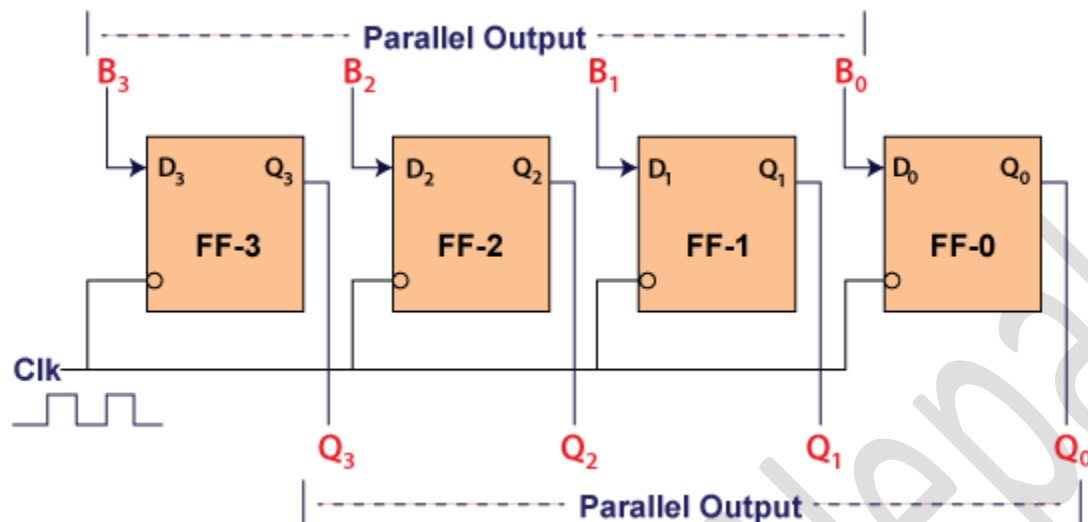 Parallel Output
B₃ B₂ B₁ B₀
D₃ Q₃ D₂ Q₂ D₁ Q₁ D₀ Q₀
FF-3 FF-2 FF-1 FF-0
Clk
Q₃ Q₂ Q₁ Q₀
Parallel Output